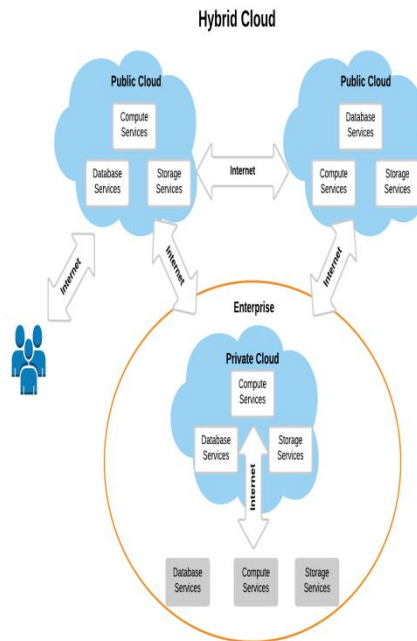 Hybrid Cloud
Public Cloud
Compute
Services
Database
Services
Storage
Services
Internet
Public Cloud
Database
Services
Compute
Services
Storage
Services
Internet
Internet
Internet
Enterprise
Private Cloud
Compute
Services
Database
Services
Storage
Services
Internet
Database
Services
Compute
Services
Storage
Services